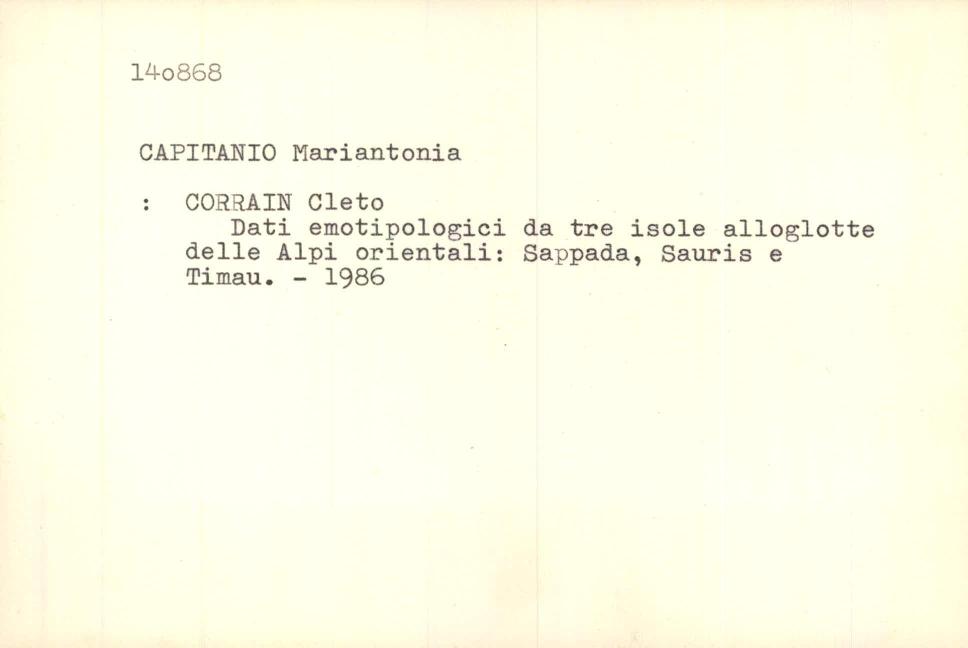 14o868
CAPITANIO Mariantonia
: CORRAIN Cleto
Dati emotipologici da tre isole alloglotte
delle Alpi orientali: Sappada, Sauris e
Timau. - 1986